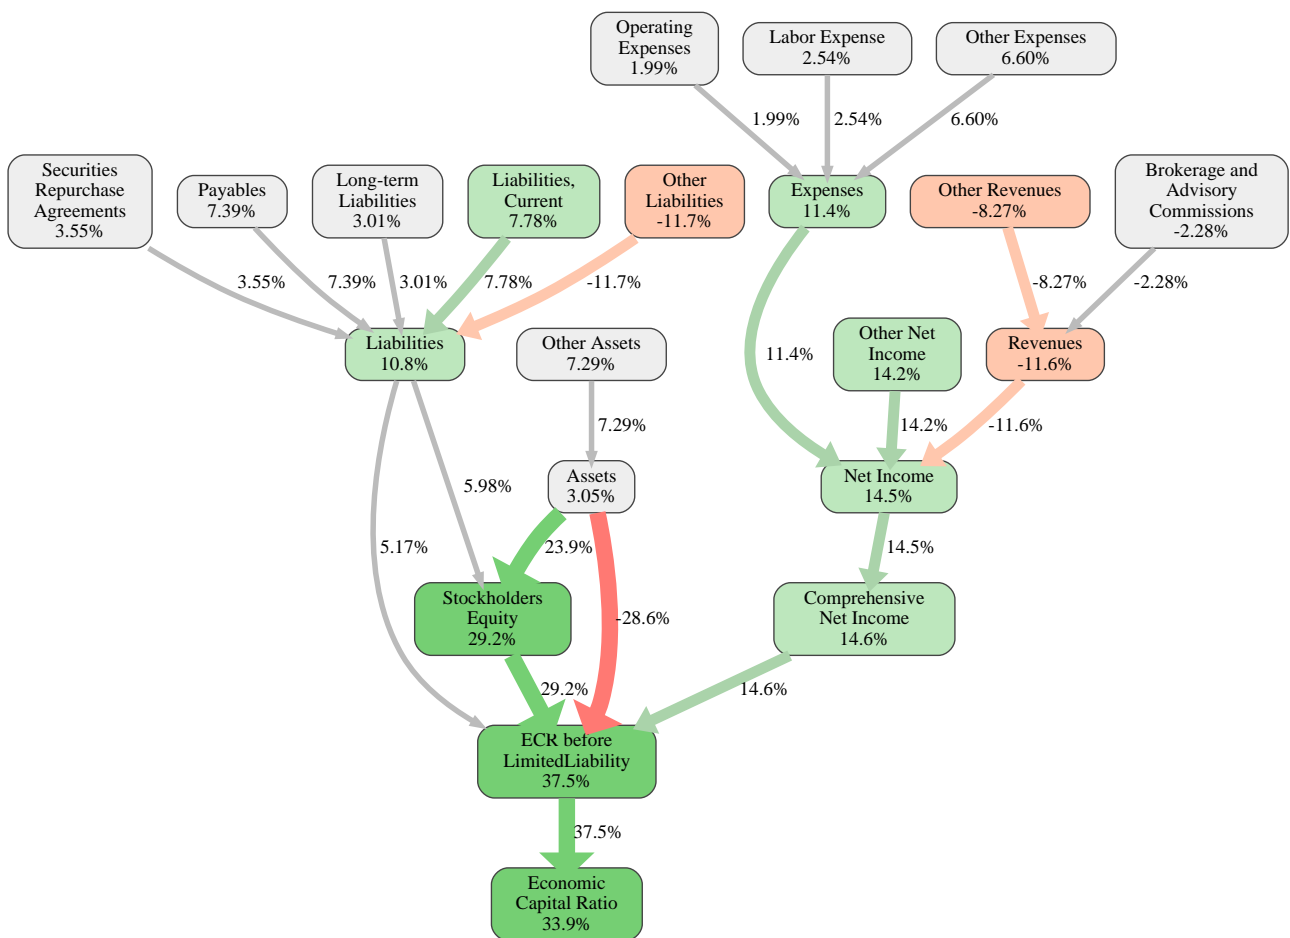 Operating
Expenses
1.99%
Labor Expense
2.54%
Other Expenses
6.60%
1.99%
2.54%
6.60%
Securities
Repurchase
Agreements
3.55%
Payables
7.39%
Long-term
Liabilities
3.01%
Liabilities,
Current
7.78%
Other
Liabilities
-11.7%
Expenses
11.4%
Other Revenues
-8.27%
Brokerage and
Advisory
Commissions
-2.28%
3.55%
7.39%
3.01%
7.78%
-11.7%
-8.27%
-2.28%
Liabilities
10.8%
Other Assets
7.29%
11.4%
Other Net
Income
14.2%
Revenues
-11.6%
7.29%
14.2%
-11.6%
5.98%
Assets
3.05%
Net Income
14.5%
5.17%
23.9%
-28.6%
14.5%
Stockholders
Equity
29.2%
Comprehensive
Net Income
14.6%
29.2%
14.6%
ECR before
LimitedLiability
37.5%
37.5%
Economic
Capital Ratio
33.9%